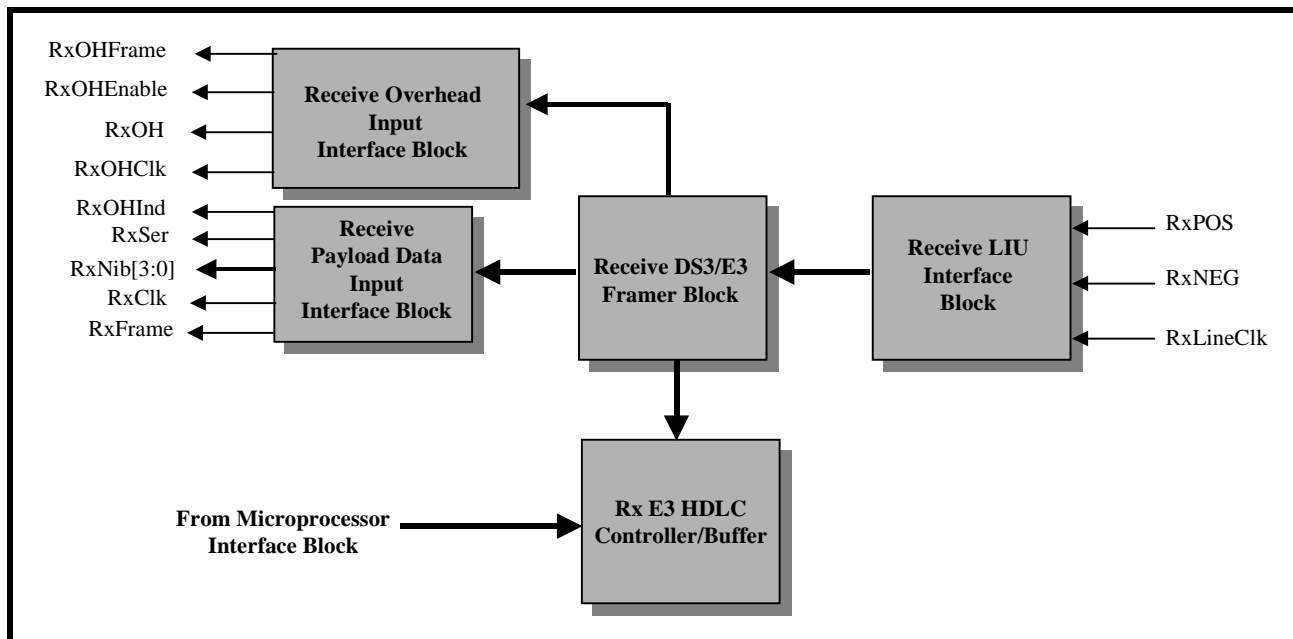 RxOHFrame
RxOHEnable
RxOH
RxOHClk
Receive Overhead
Input
Interface Block
RxOHInd
RxSer
RxNib[3:0]
RxClk
RxFrame
Receive
Payload Data
Input
Interface Block
Receive DS3/E3
Framer Block
Receive LIU
Interface
Block
RxPOS
RxNEG
RxLineClk
From Microprocessor
Interface Block
Rx E3 HDLC
Controller/Buffer